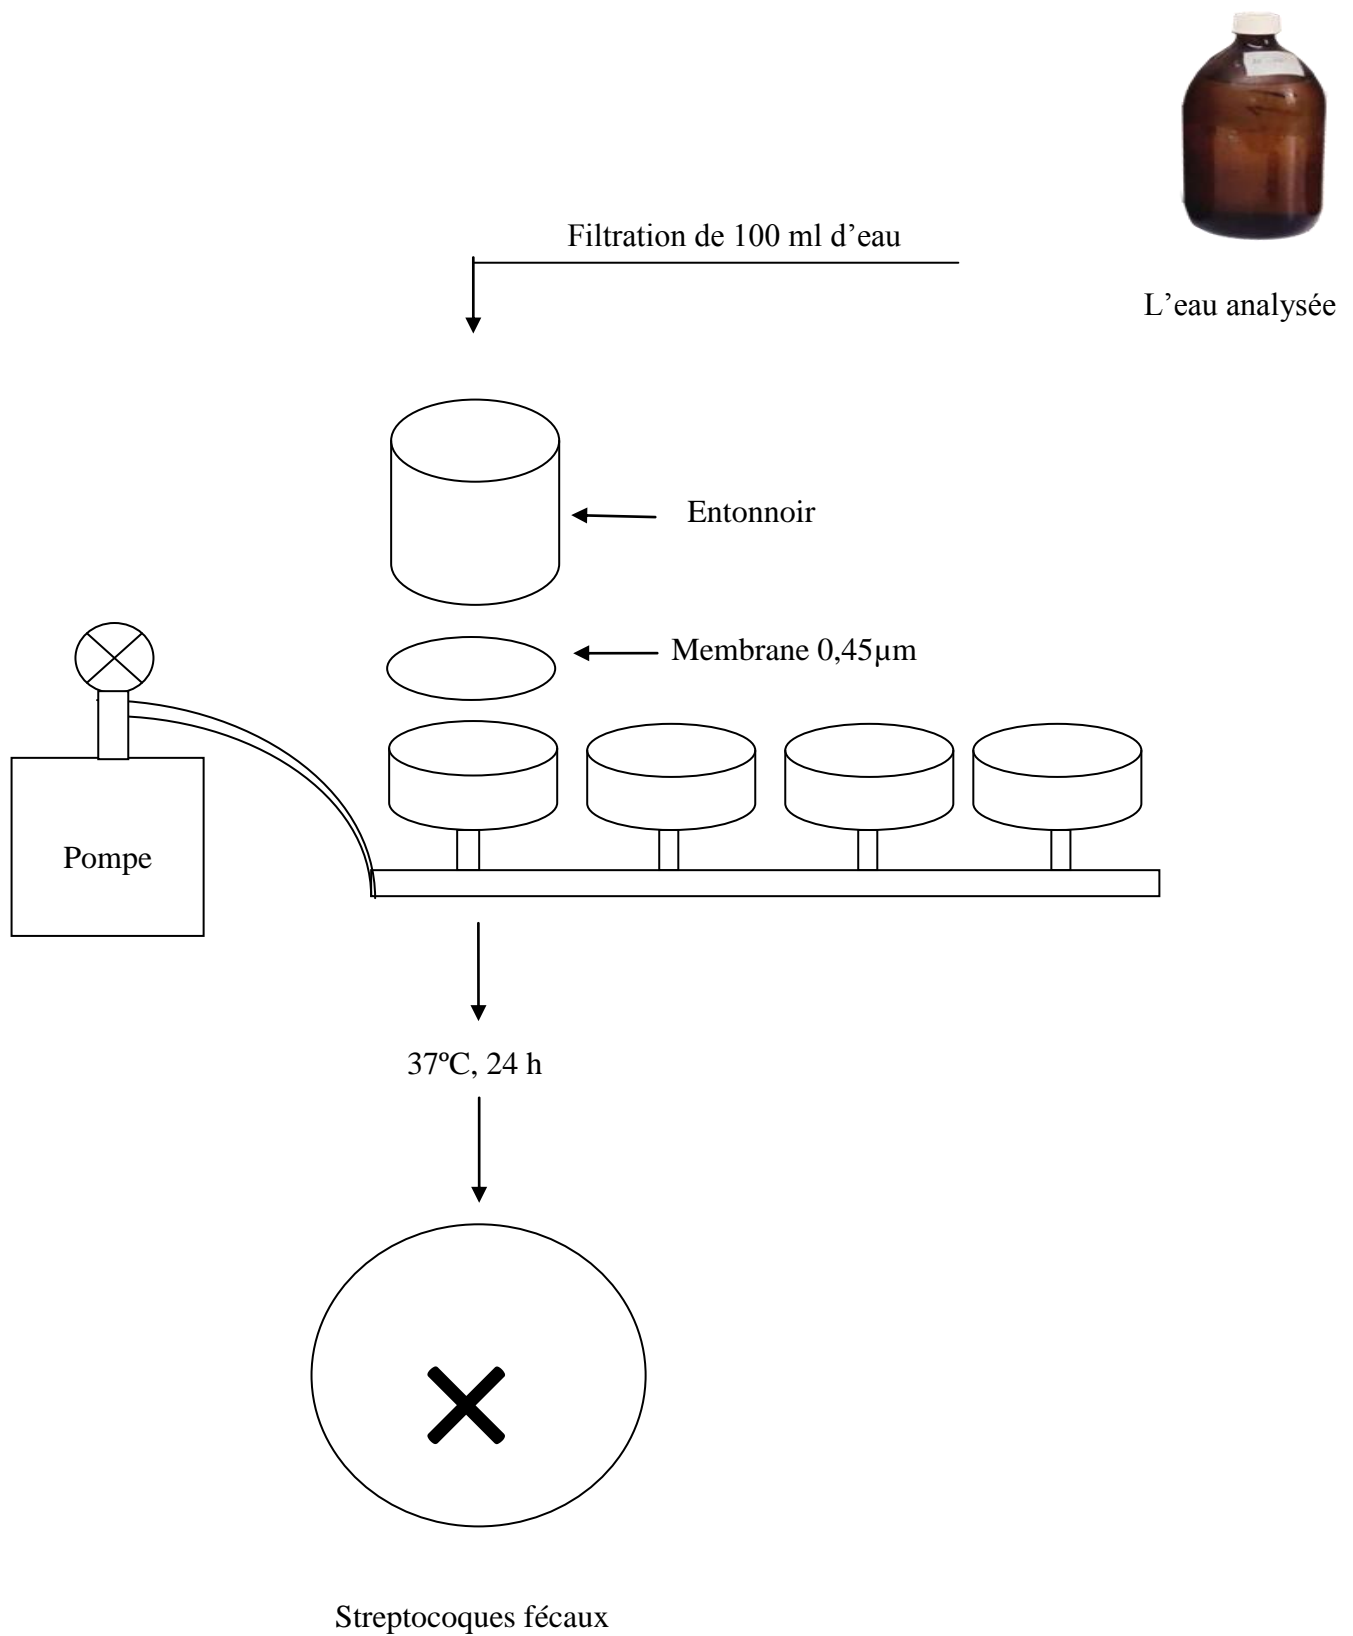 Filtration de 100 ml d’eau
L’eau analysée
Entonnoir
Membrane 0,45µm
Pompe
37ºC, 24 h
Streptocoques fécaux